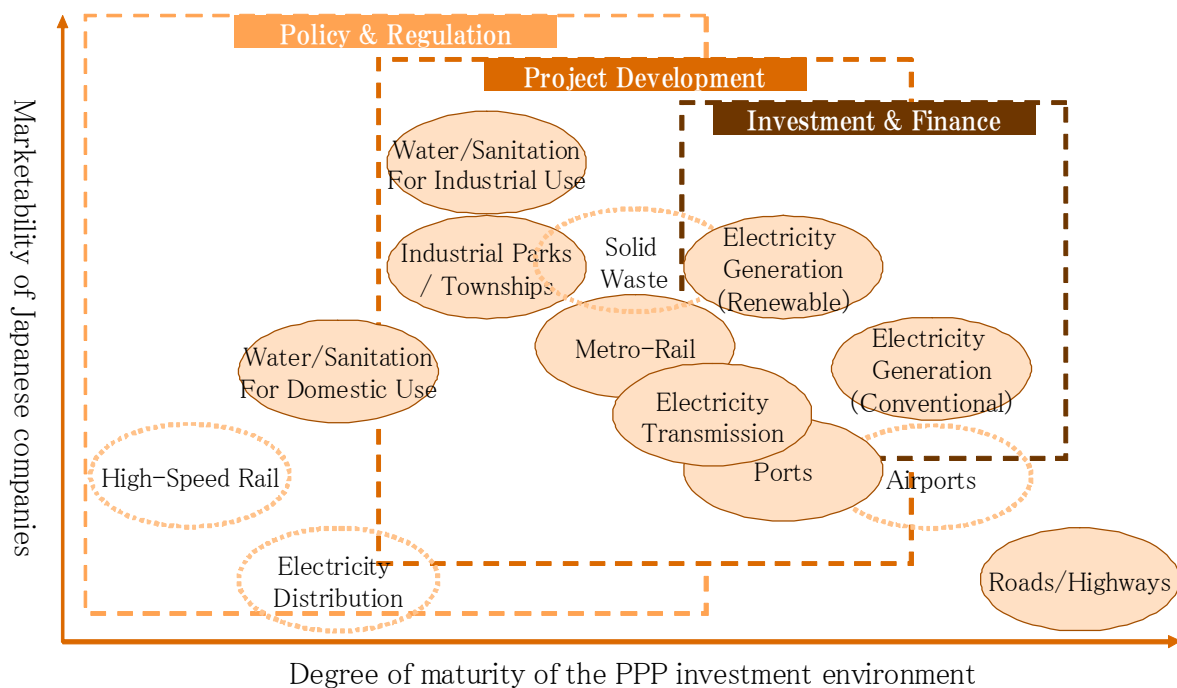 Policy & Regulation
Project Development
Investment & Finance
Marketability of Japanese companies
Water/Sanitation
For Industrial Use
Industrial Parks
/ Townships
Solid
Waste
Electricity
Generation
(Renewable)
Water/Sanitation
For Domestic Use
Metro-Rail
Electricity
Generation
(Conventional)
Electricity
Transmission
High-Speed Rail
Ports
Airports
Electricity
Distribution
Roads/Highways
Degree of maturity of the PPP investment environment